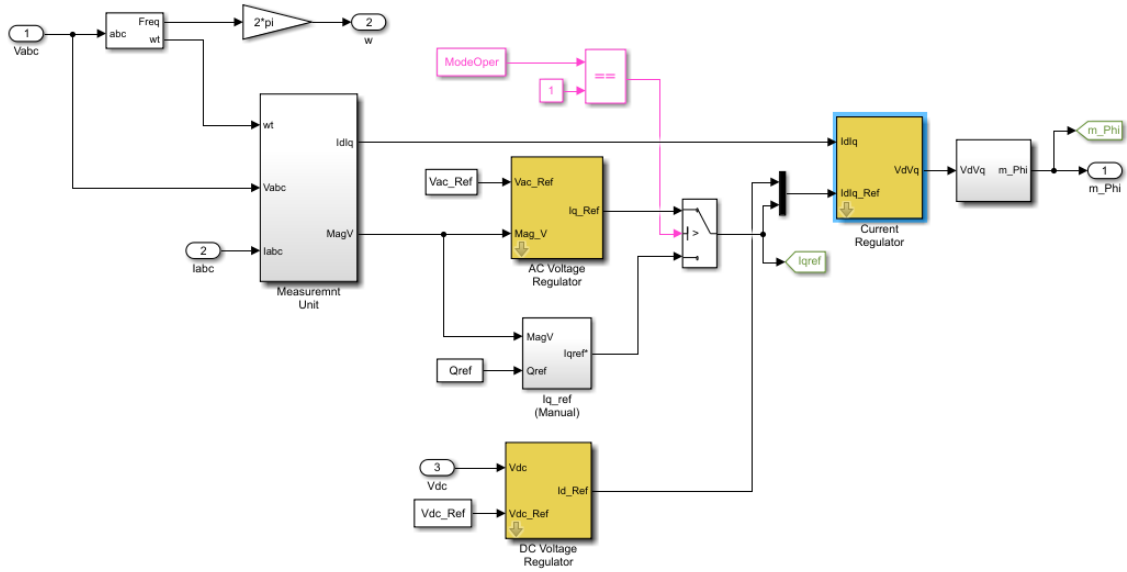 1
Vabc
abc
Freq
wt
2*pi
2
w
ModeOper
1
==
wt
Vabc
Iabc
IdIq
MagV
Measuremnt
Unit
2
Iabc
Vac_Ref
Vac_Ref
Mag_V
Iq_Ref
AC Voltage
Regulator
>
Iqref
IdIq
IdIq_Ref
VdVq
Current
Regulator
VdVq
m_Phi
m_Phi
1
m_Phi
Qref
MagV
Qref
Iqref*
Iq_ref
(Manual)
3
Vdc
Vdc_Ref
Vdc
Vdc_Ref
Id_Ref
DC Voltage
Regulator